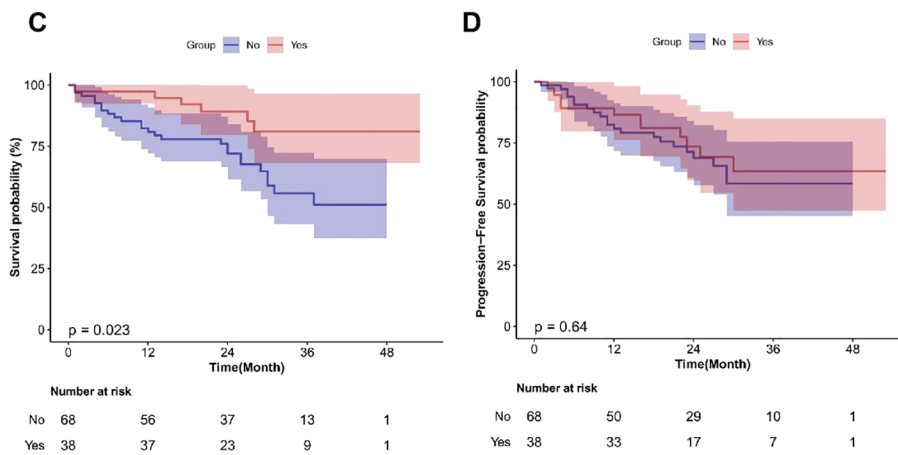 C
Group No Yes
100
75
50
25
0
Survival probability (%)
p = 0.023
0 12 24 36 48
Time(Month)
Number at risk
No 68 56 37 13 1
Yes 38 37 23 9 1
D
Group No Yes
100
75
50
25
0
Progression-Free Survival probability
p = 0.64
0 12 24 36 48
Time(Month)
Number at risk
No 68 50 29 10 1
Yes 38 33 17 7 1